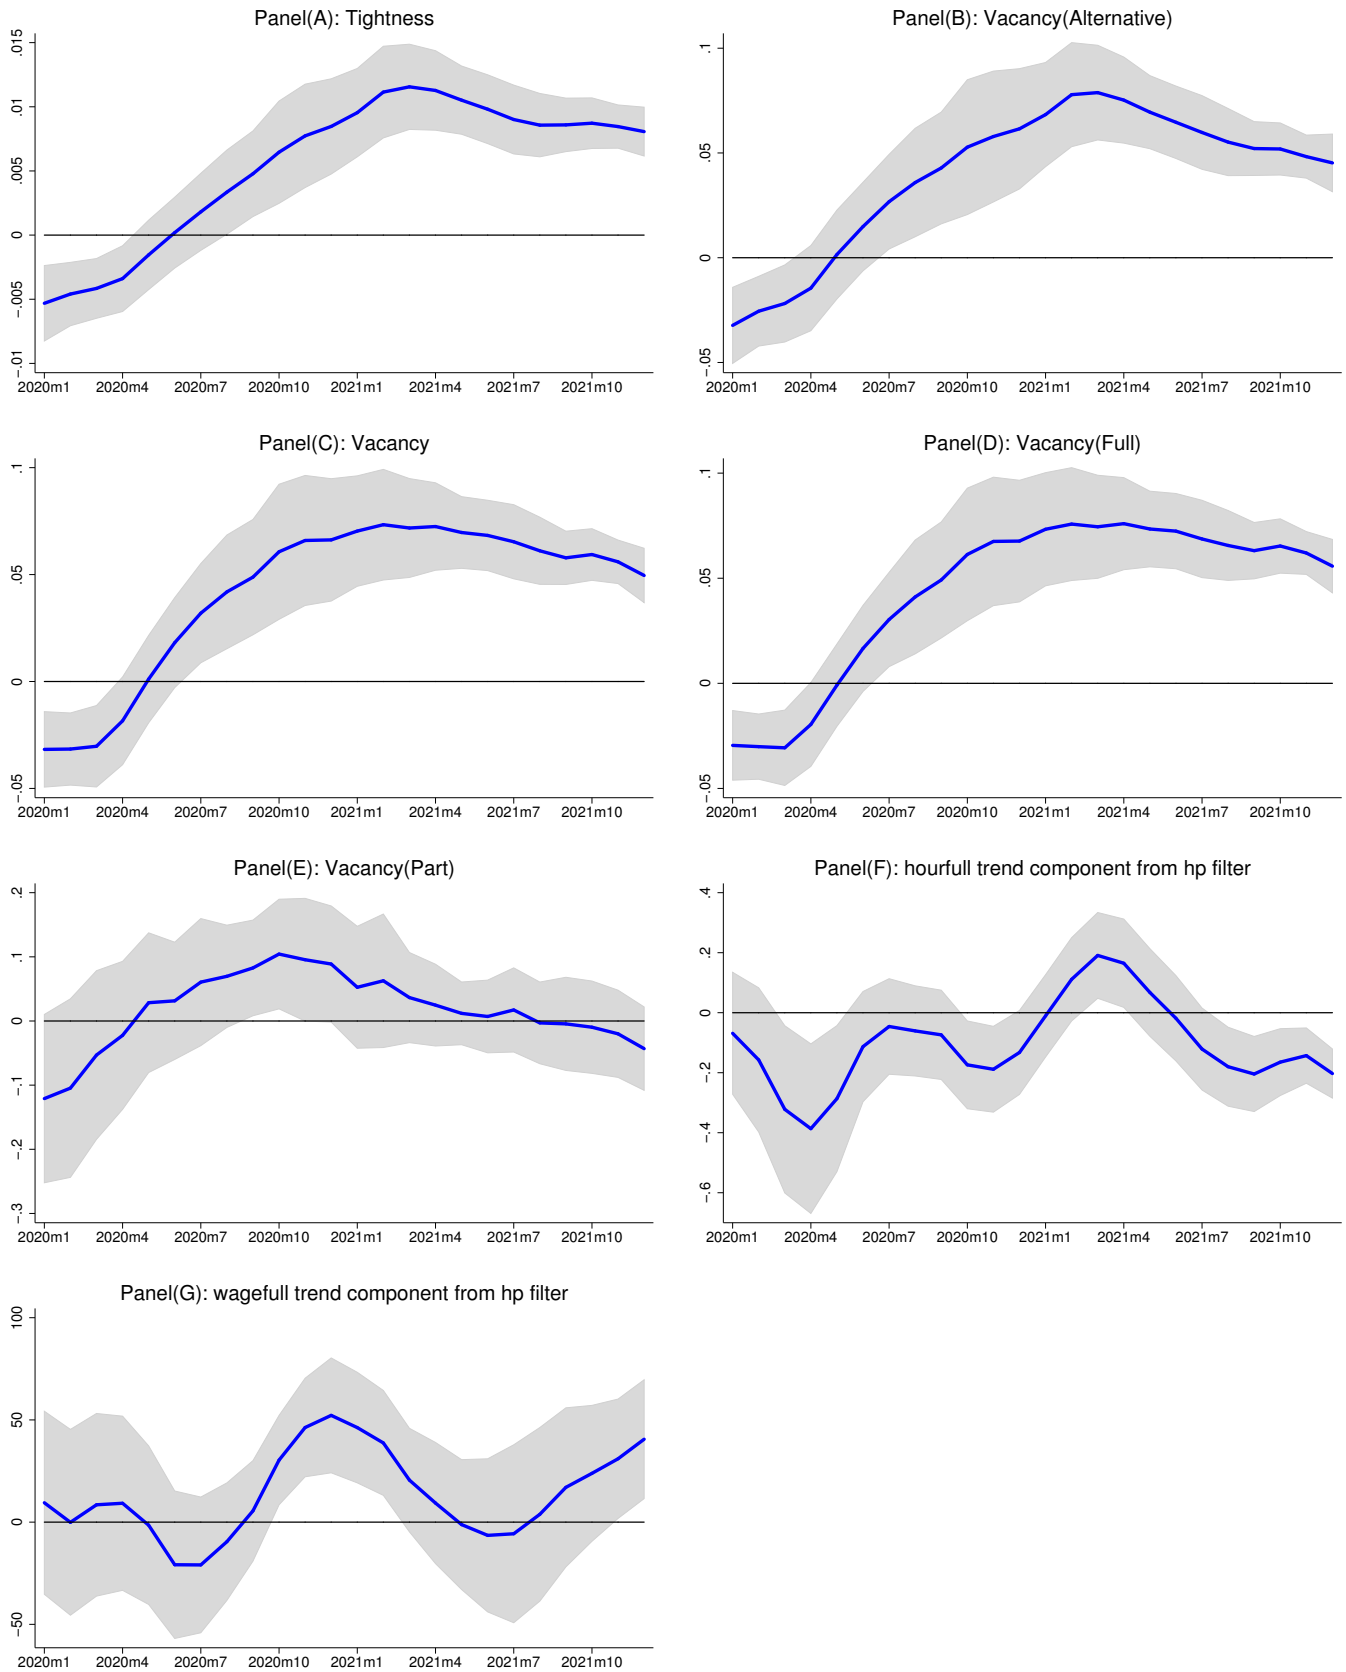 Panel(A): Tightness
.015
.01
.005
0
-.005
-.01
2020m1 2020m4 2020m7 2020m10 2021m1 2021m4 2021m7 2021m10
Panel(B): Vacancy(Alternative)
.1
.05
0
-.05
2020m1 2020m4 2020m7 2020m10 2021m1 2021m4 2021m7 2021m10
Panel(C): Vacancy
.1
.05
0
-.05
2020m1 2020m4 2020m7 2020m10 2021m1 2021m4 2021m7 2021m10
Panel(D): Vacancy(Full)
.1
.05
0
-.05
2020m1 2020m4 2020m7 2020m10 2021m1 2021m4 2021m7 2021m10
Panel(E): Vacancy(Part)
.2
.1
0
-.1
-.2
-.3
2020m1 2020m4 2020m7 2020m10 2021m1 2021m4 2021m7 2021m10
Panel(F): hourfull trend component from hp filter
.4
.2
0
-.2
-.4
-.6
2020m1 2020m4 2020m7 2020m10 2021m1 2021m4 2021m7 2021m10
Panel(G): wagefull trend component from hp filter
100
50
0
-50
2020m1 2020m4 2020m7 2020m10 2021m1 2021m4 2021m7 2021m10